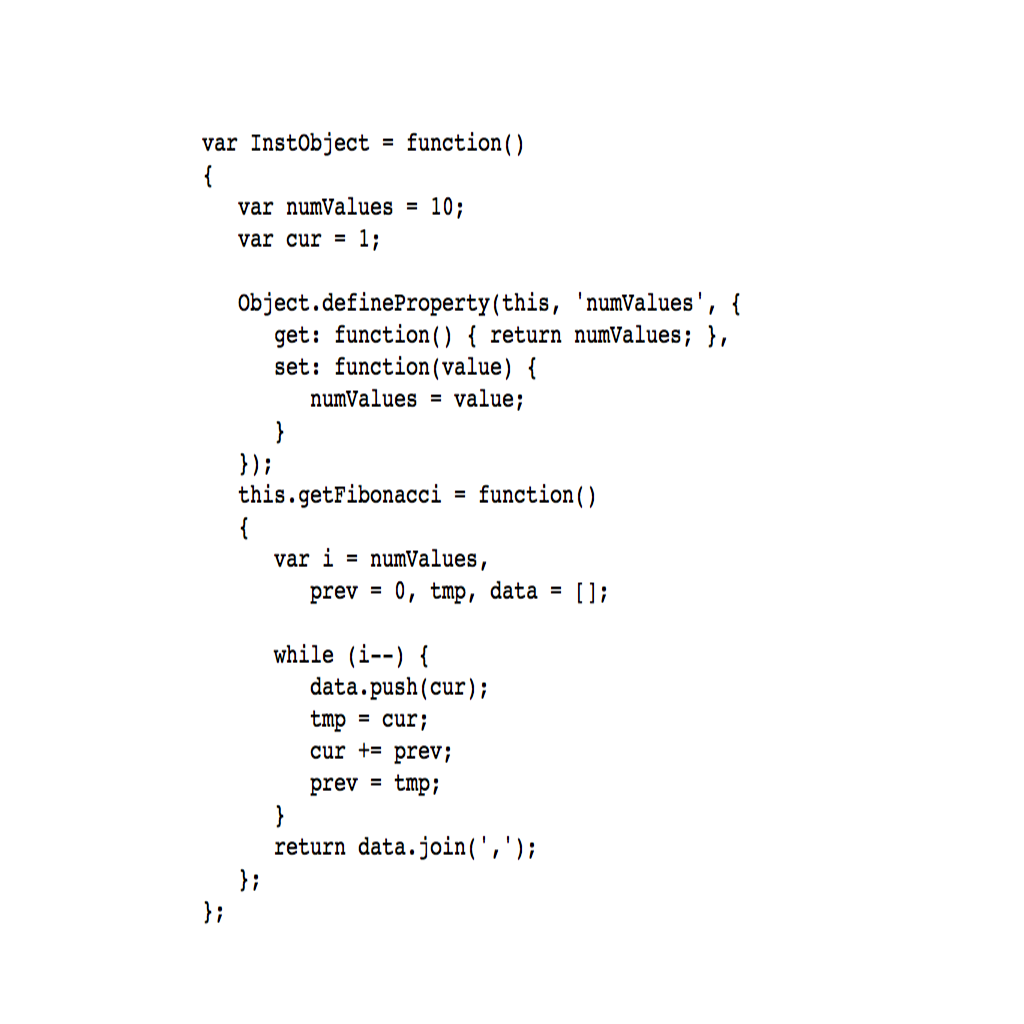 var InstObject = function()
{
   var numValues = 10;
   var cur = 1;

   Object.defineProperty(this, 'numValues', {
      get: function() { return numValues; },
      set: function(value) {
         numValues = value;
      }
   });
   this.getFibonacci = function()
   {
      var i = numValues,
         prev = 0, tmp, data = [];

      while (i--) {
         data.push(cur);
         tmp = cur;
         cur += prev;
         prev = tmp;
      }
      return data.join(',');
   };
};